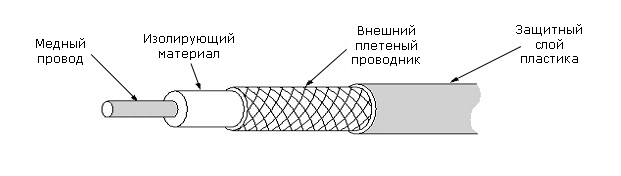 Медный
провод
Изолирующий
материал
Внешний
плетеный
проводник
Защитный
слой
пластика